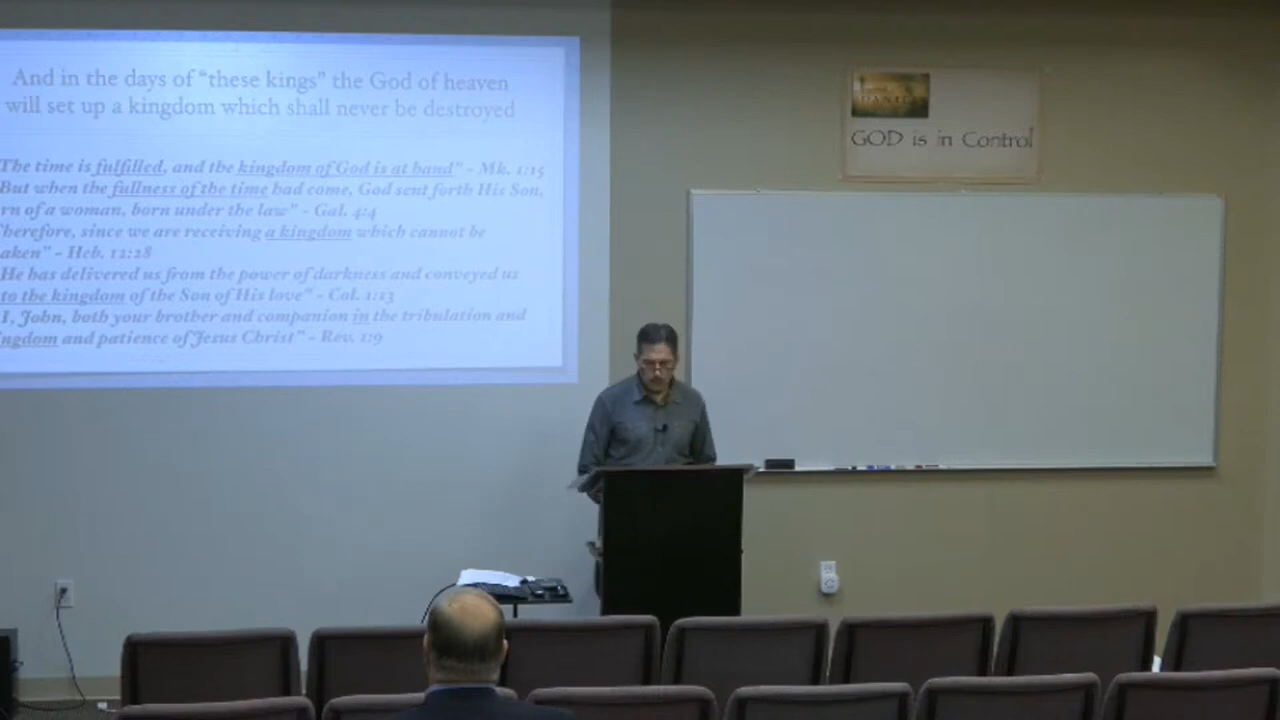 And in the days of “these kings” the God of heaven
will set up a kingdom which shall never be destroyed
The time is fulfilled, and the kingdom of God is at hand” - Mk. 1:15
But when the fullness of the time had come, God sent forth His Son,
rn of a woman, born under the law” - Gal. 4:4
herefore, since we are receiving a kingdom which cannot be
aken” - Heb. 12:28
He has delivered us from the power of darkness and conveyed us
to the kingdom of the Son of His love” - Col. 1:13
I, John, both your brother and companion in the tribulation and
ngdom and patience of Jesus Christ” - Rev. 1:9
DANIEL
GOD is in Control